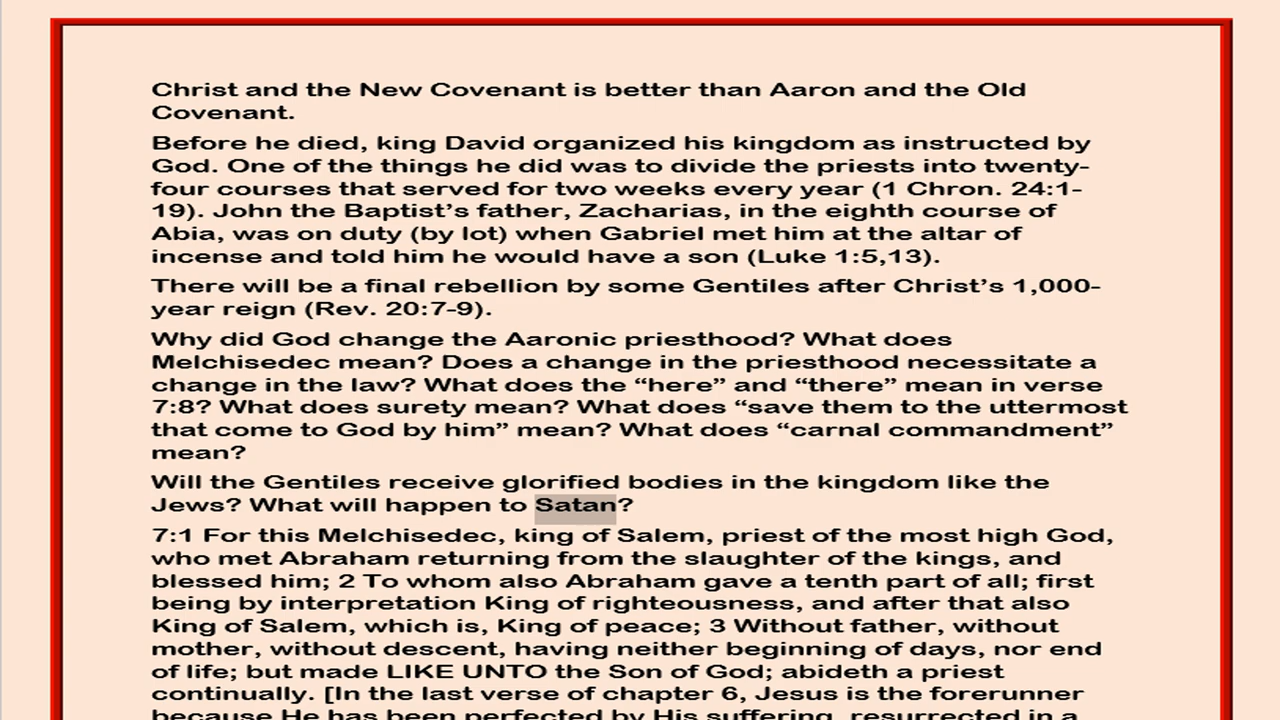 Christ and the New Covenant is better than Aaron and the Old
Covenant.
Before he died, king David organized his kingdom as instructed by
God. One of the things he did was to divide the priests into twenty-
four courses that served for two weeks every year (1 Chron. 24:1-
19). John the Baptist’s father, Zacharias, in the eighth course of
Abia, was on duty (by lot) when Gabriel met him at the altar of
incense and told him he would have a son (Luke 1:5,13).
There will be a final rebellion by some Gentiles after Christ’s 1,000-
year reign (Rev. 20:7-9).
Why did God change the Aaronic priesthood? What does
Melchisedec mean? Does a change in the priesthood necessitate a
change in the law? What does the “here” and “there” mean in verse
7:8? What does surety mean? What does “save them to the uttermost
that come to God by him” mean? What does “carnal commandment”
mean?
Will the Gentiles receive glorified bodies in the kingdom like the
Jews? What will happen to Satan?
7:1 For this Melchisedec, king of Salem, priest of the most high God,
who met Abraham returning from the slaughter of the kings, and
blessed him; 2 To whom also Abraham gave a tenth part of all; first
being by interpretation King of righteousness, and after that also
King of Salem, which is, King of peace; 3 Without father, without
mother, without descent, having neither beginning of days, nor end
of life; but made LIKE UNTO the Son of God; abideth a priest
continually. [In the last verse of chapter 6, Jesus is the forerunner
because He has been perfected by His suffering, resurrected in a